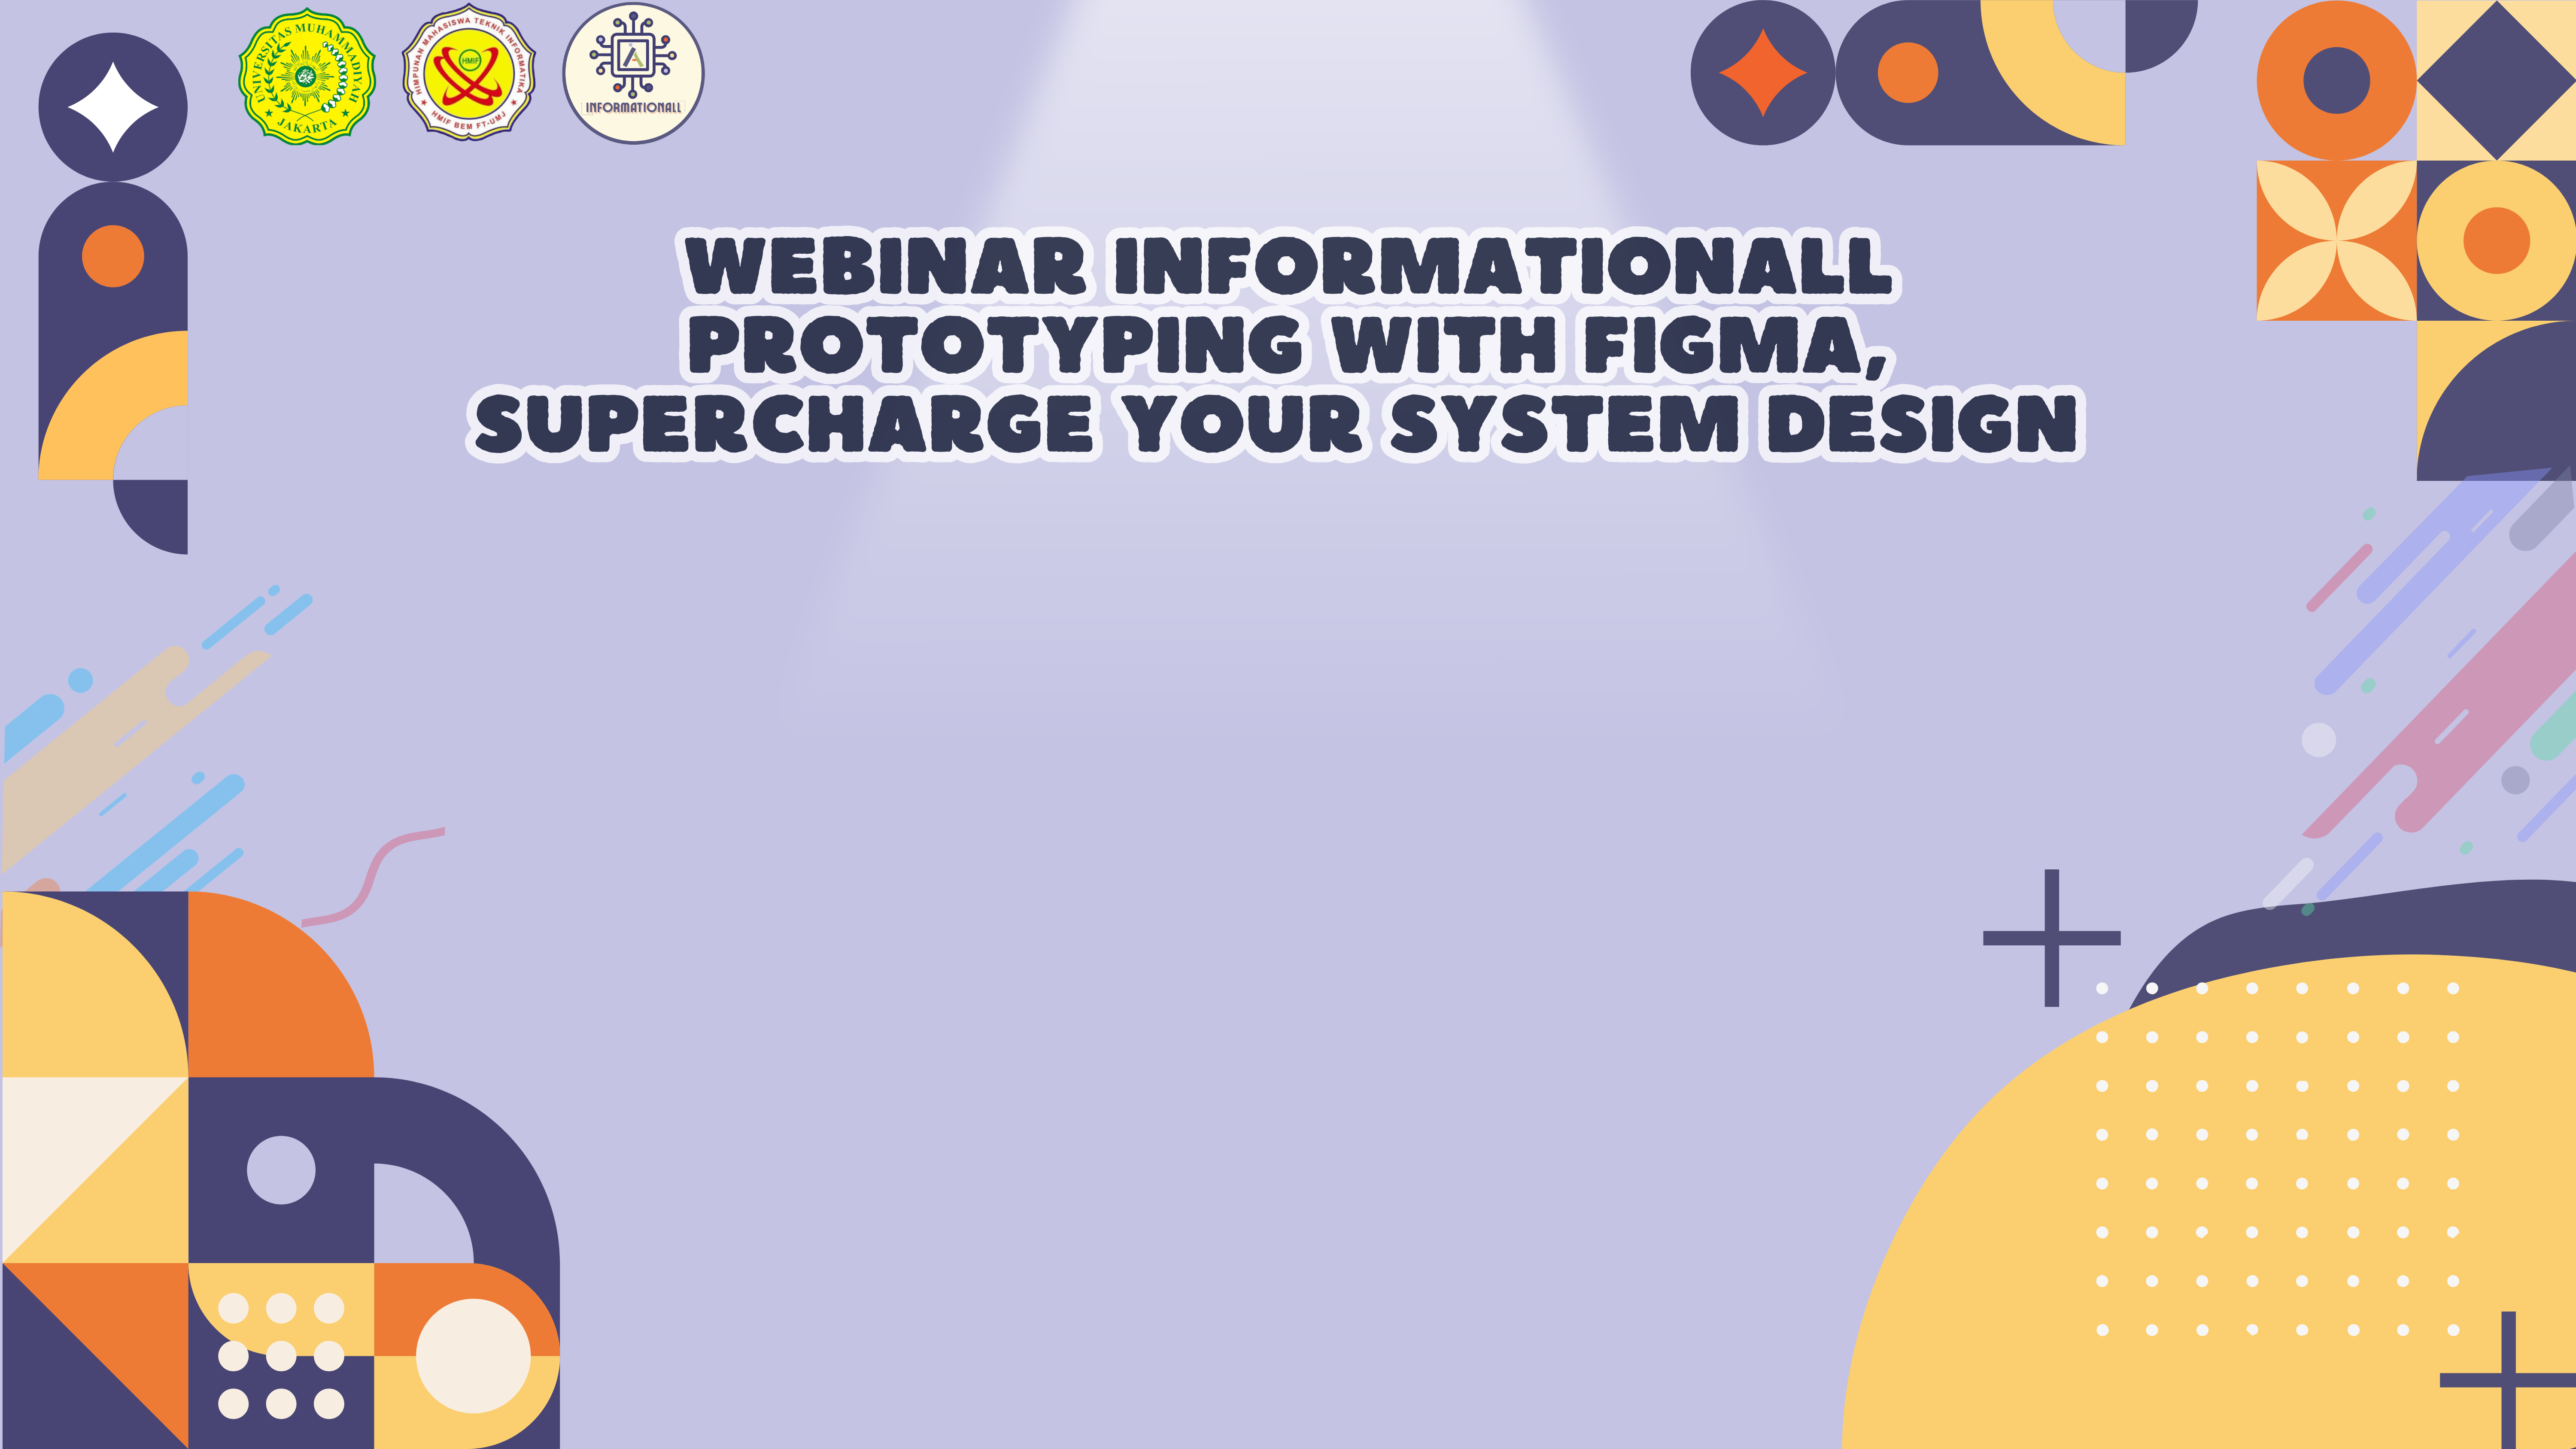 UNIVERSITAS MUHAMMADIYAH
JAKARTA
HIMPUNAN MAHASISWA TEKNIK INFORMATIKA
HMIF
HMIF BEM FT-UMJ
INFORMATIONALL
WEBINAR INFORMATIONALL
PROTOTYPING WITH FIGMA,
SUPERCHARGE YOUR SYSTEM DESIGN